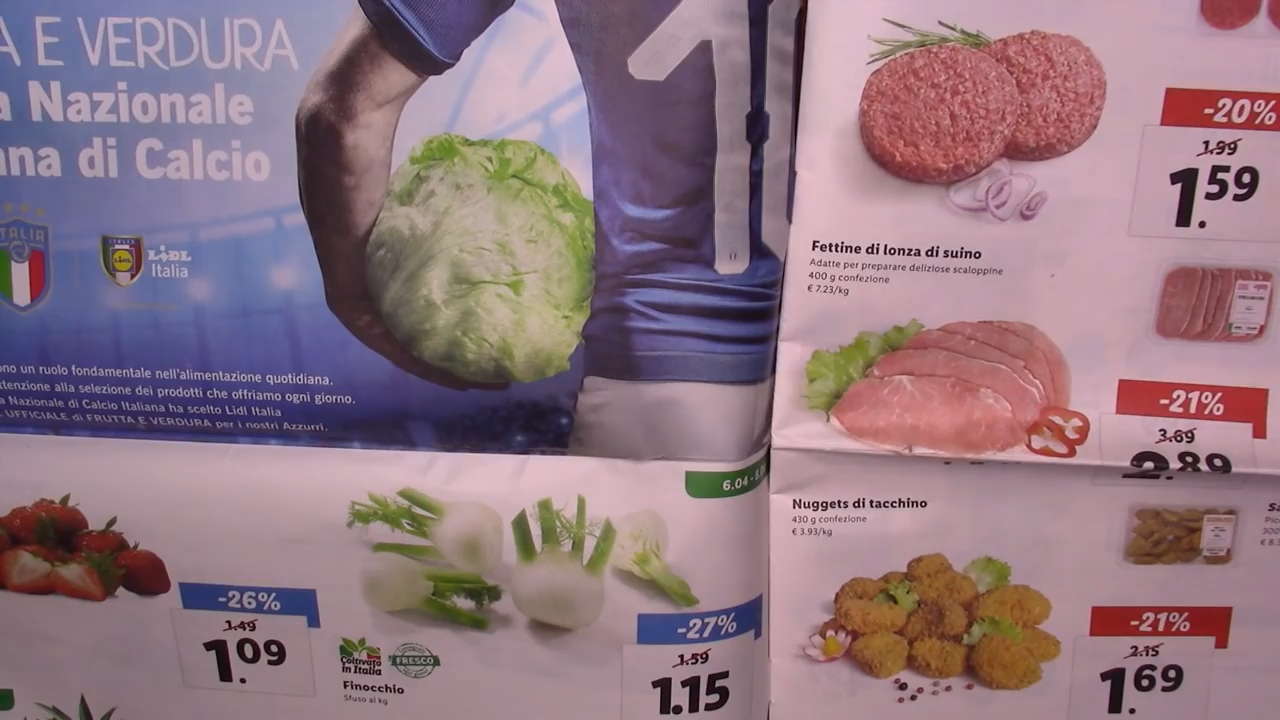 A E VERDURA
a Nazionale
ana di Calcio
ITALIA
LIDL
Italia
ono un ruolo fondamentale nell'alimentazione quotidiana.
ttenzione alla selezione dei prodotti che offriamo ogni giorno.
a Nazionale di Calcio Italiana ha scelto Lidl Italia
UFFICIALE di FRUTTA E VERDURA per i nostri Azzurri.
1
-20%
1.99
1.59
Fettine di lonza di suino
Adatte per preparare deliziose scaloppine
400 g confezione
€ 7.23/kg
-21%
3.69
2.89
6.04 -
-26%
1.49
1.09
Coltivato
in Italia
FRESCO
Finocchio
Sfuso al kg
-27%
1.59
1.15
Nuggets di tacchino
430 g confezione
€ 3.93/kg
-21%
2.15
1.69